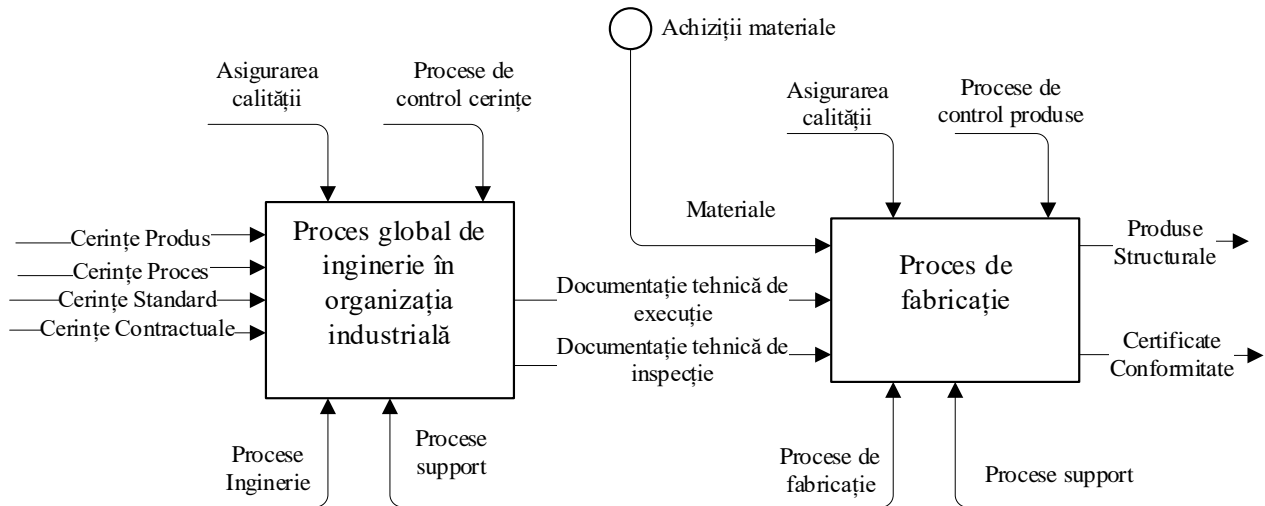 Achiziții materiale
Asigurarea
calității
Procese de
control cerințe
Asigurarea
calității
Procese de
control produse
Materiale
Cerințe Produs
Cerințe Proces
Cerințe Standard
Cerințe Contractuale
Proces global de
inginerie în
organizația
industrială
Documentație tehnică de
execuție
Documentație tehnică de
inspecție
Proces de
fabricație
Produse
Structurale
Certificate
Conformitate
Procese
Inginerie
Procese
support
Procese de
fabricație
Procese support